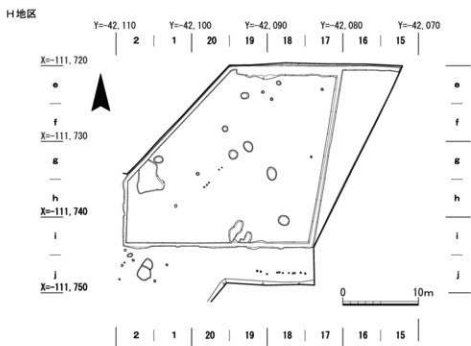 H地区
Y=-42,110 Y=-42,100 Y=-42,090 Y=-42,080 Y=-42,070
2 1 20 19 18 17 16 15
X=-111,720
e e
f f
X=-111,730
g g
h h
X=-111,740
i i
j j
X=-111,750
0 10m
2 1 20 19 18 17 16 15